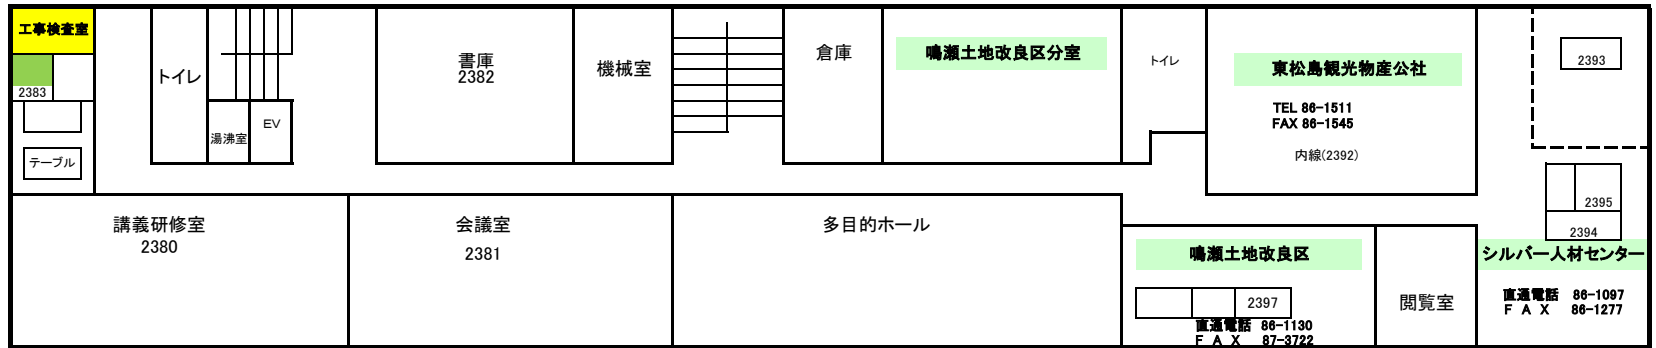 工事検査室
2383
テーブル
トイレ
湯沸室
EV
書庫
2382
機械室
倉庫
鳴瀬土地改良区分室
トイレ
東松島観光物産公社
TEL 86-1511
FAX 86-1545
内線(2392)
2393
2395
2394
シルバー人材センター
直通電話 86-1097
F A X 86-1277
講義研修室
2380
会議室
2381
多目的ホール
鳴瀬土地改良区
2397
直通電話 86-1130
F A X 87-3722
閲覧室